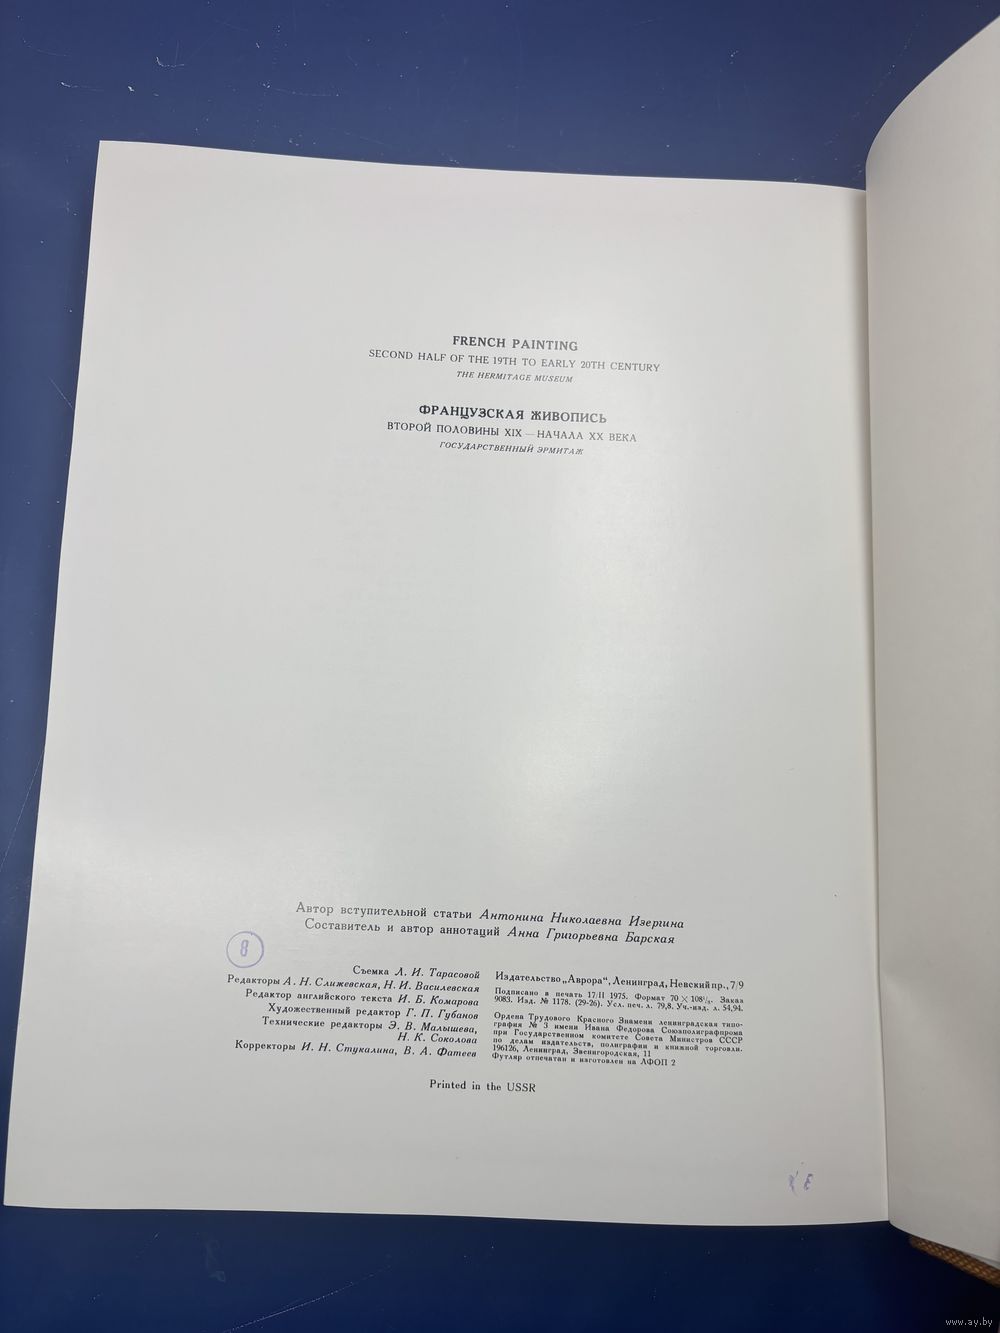 FRENCH PAINTING
SECOND HALF OF THE 19TH TO EARLY 20TH CENTURY
THE HERMITAGE MUSEUM
ФРАНЦУЗСКАЯ ЖИВОПИСЬ
ВТОРОЙ ПОЛОВИНЫ XIX — НАЧАЛА XX ВЕКА
ГОСУДАРСТВЕННЫЙ ЭРМИТАЖ
Автор вступительной статьи Антонина Николаевна Изергина
Составитель и автор аннотаций Анна Григорьевна Барская
8
Съемка Л. И. Тарасовой
Редакторы А. Н. Слижевская, Н. И. Василевская
Редактор английского текста И. Б. Комарова
Художественный редактор Г. П. Губанов
Технические редакторы Э. В. Малышева,
Н. К. Соколова
Корректоры И. Н. Стукалина, В. А. Фатеев
Издательство „Аврора“, Ленинград, Невский пр., 7/9
Подписано в печать 17/II 1975. Формат 70 × 108¹/₈. Заказ
9083. Изд. № 1178. (29-26). Усл. печ. л. 79,8. Уч.-изд. л. 54,94.
Ордена Трудового Красного Знамени ленинградская типо-
графия № 3 имени Ивана Федорова Союзполиграфпрома
при Государственном комитете Совета Министров СССР
по делам издательств, полиграфии и книжной торговли.
196126, Ленинград, Звенигородская, 11
Футляр отпечатан и изготовлен на ЛФОП 2
Printed in the USSR
www.ay.by